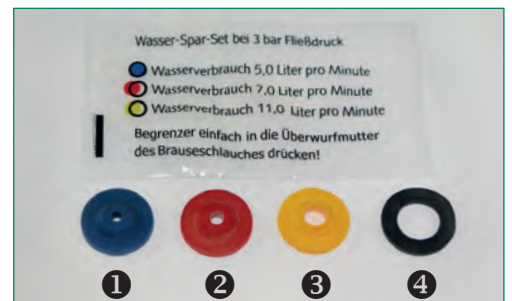 Wasser-Spar-Set bei 3 bar Fließdruck
Wasserverbrauch 5,0 Liter pro Minute
Wasserverbrauch 7,0 Liter pro Minute
Wasserverbrauch 11,0 Liter pro Minute
Begrenzer einfach in die Überwurfmutter
des Brauseschlauches drücken!
1 2 3 4